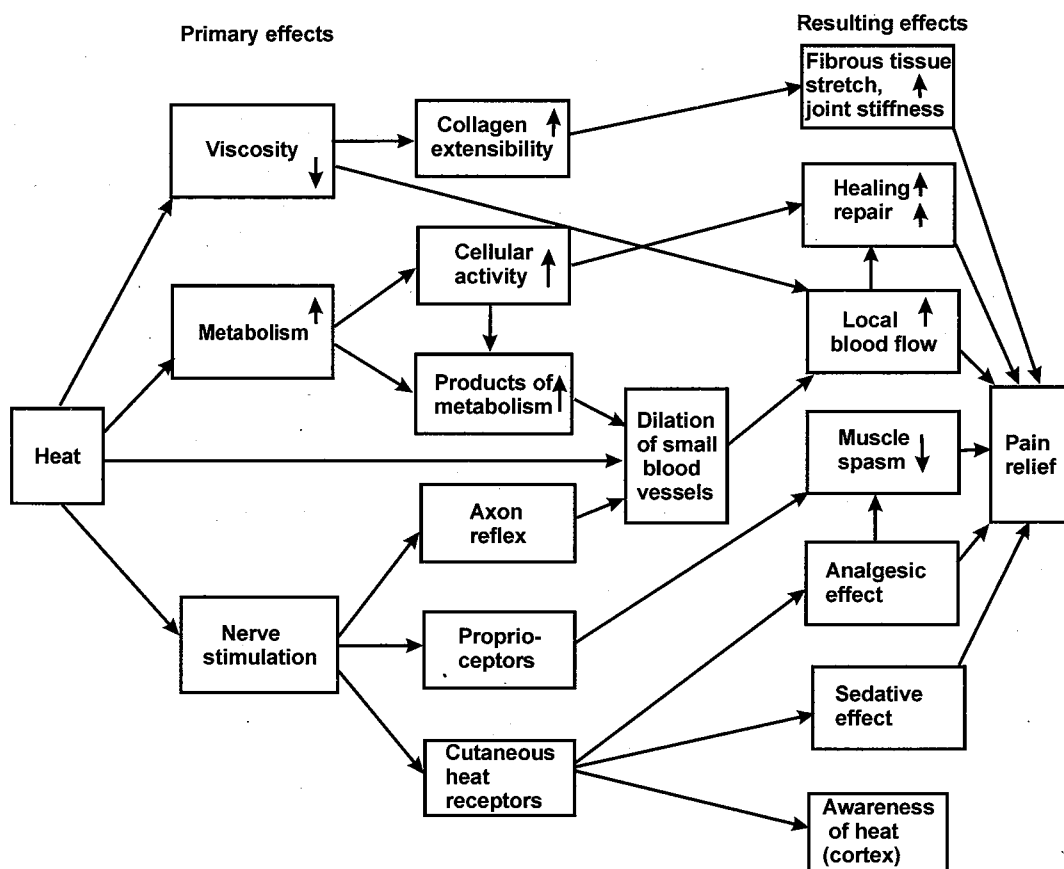 Primary effects
Resulting effects
Fibrous tissue
stretch, ↑
joint stiffness
Viscosity
↓
Collagen ↑
extensibility
Healing ↑
repair ↑
Cellular
activity ↑
Metabolism ↑
Local ↑
blood flow
Products of
metabolism ↑
Dilation
of small
blood
vessels
Heat
Muscle
spasm ↓
Pain
relief
Axon
reflex
Analgesic
effect
Nerve
stimulation
Proprio-
ceptors
Sedative
effect
Cutaneous
heat
receptors
Awareness
of heat
(cortex)